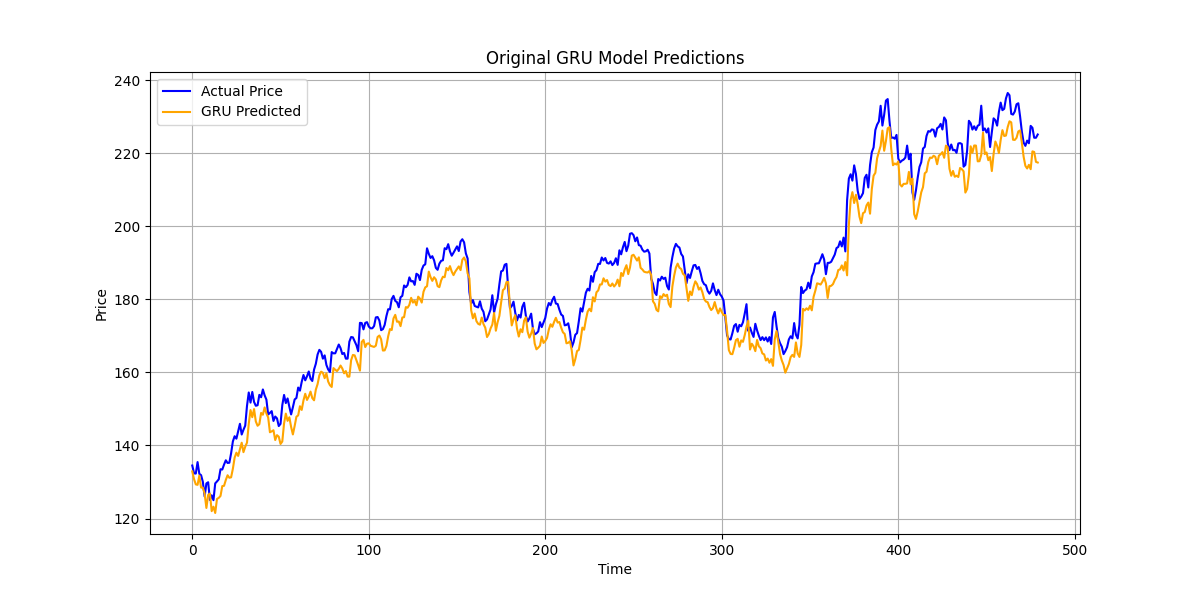 Original GRU Model Predictions
Actual Price
GRU Predicted
240
220
200
180
160
140
120
Price
0
100
200
300
400
500
Time